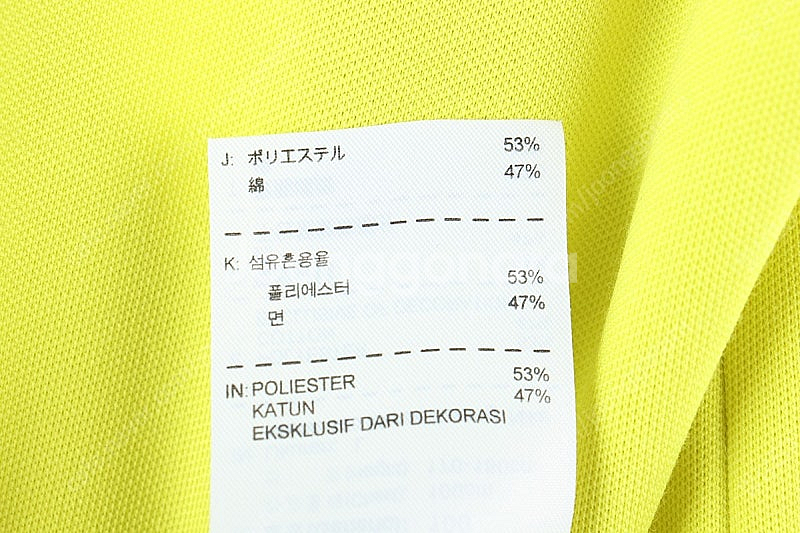 J: ポリエステル 53%
綿 47%
K: 섬유혼용율
폴리에스터 53%
면 47%
IN: POLIESTER 53%
KATUN 47%
EKSKLUSIF DARI DEKORASI